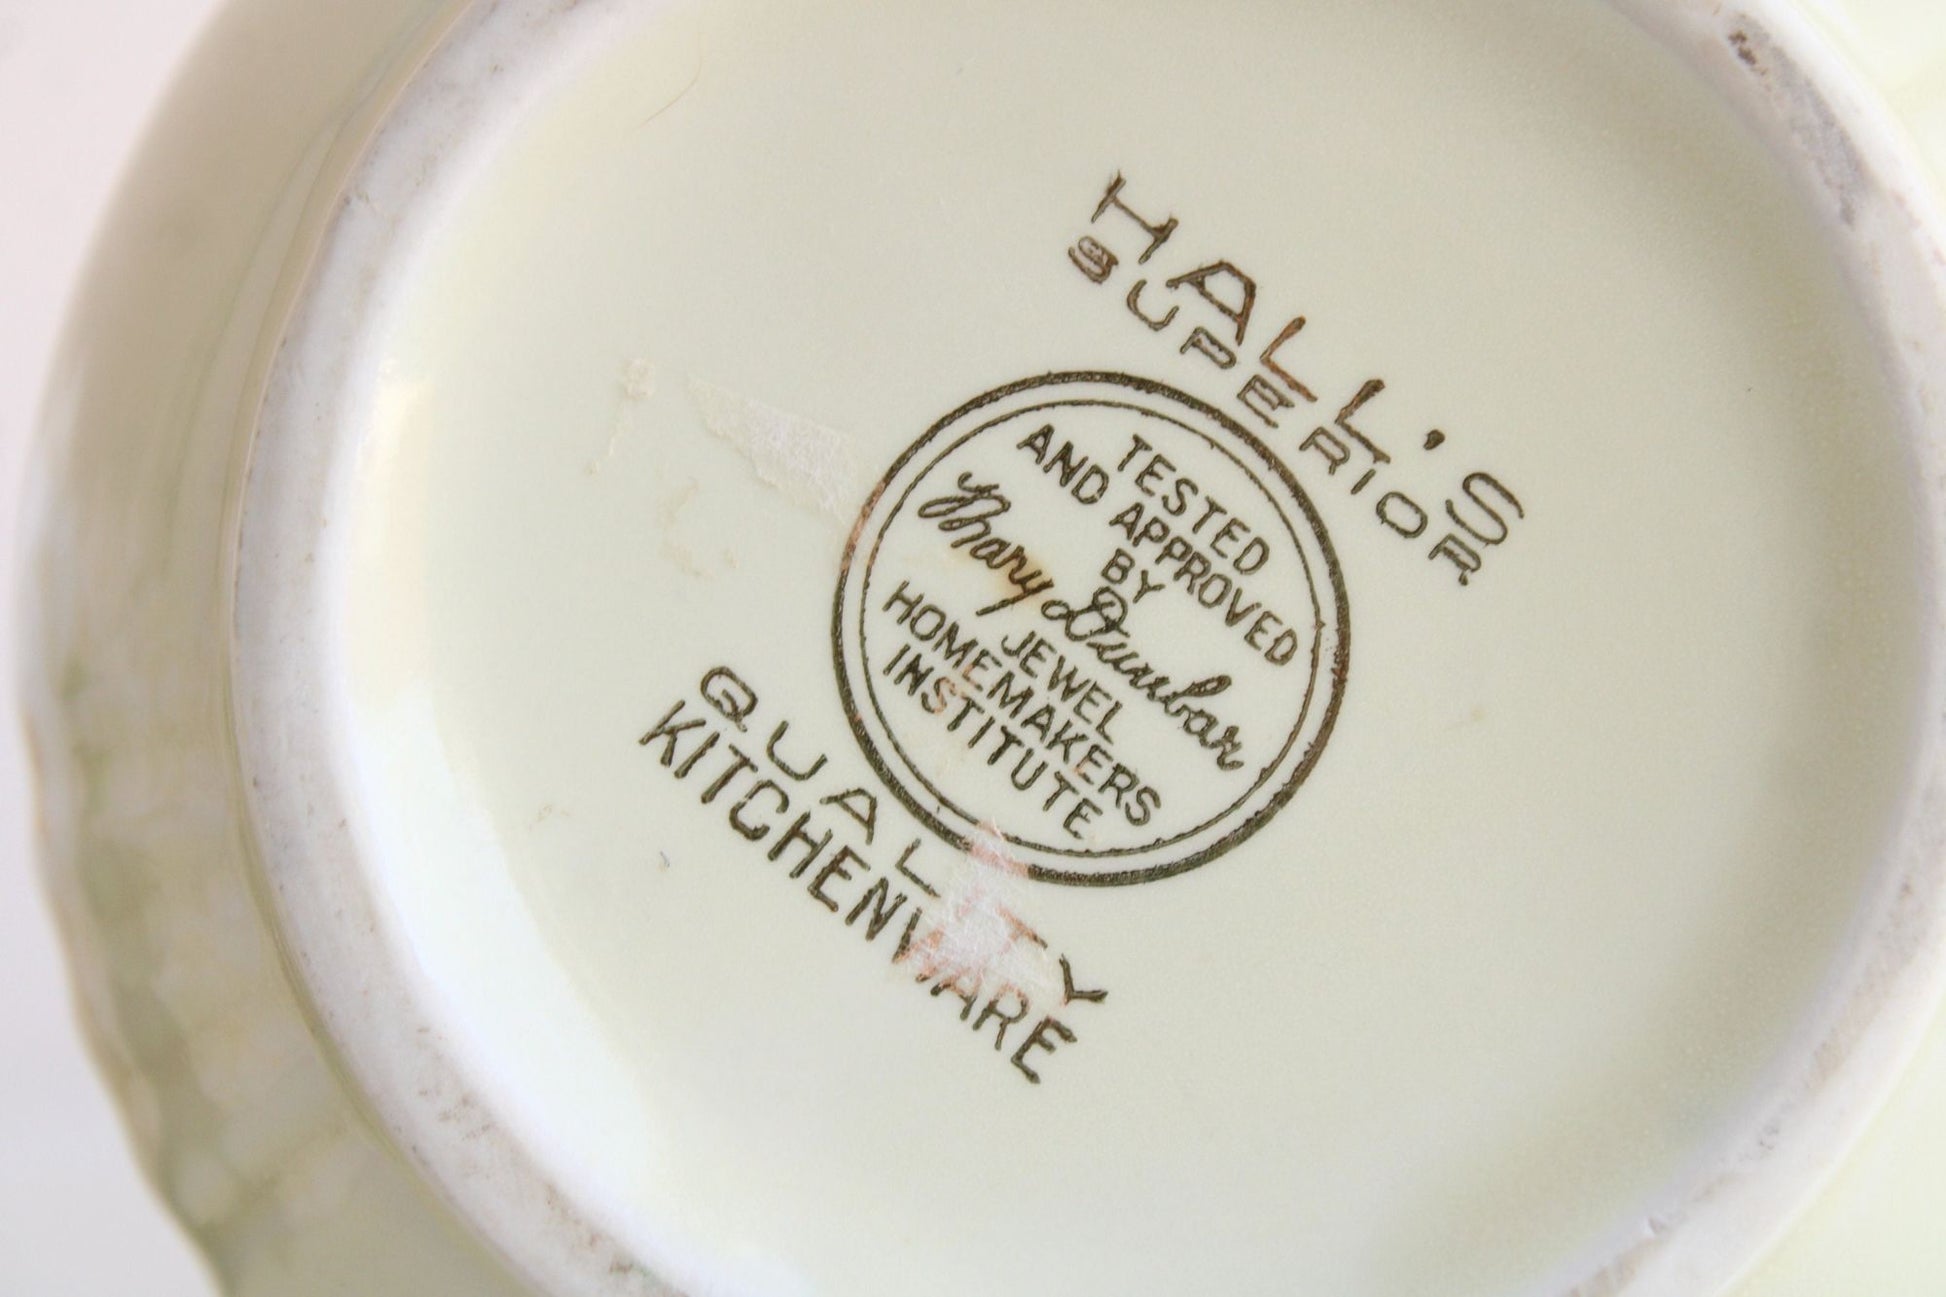 HALL'S
SUPERIOR
TESTED
AND APPROVED
BY
Mary Dunbar
JEWEL
HOMEMAKERS
INSTITUTE
QUALITY
KITCHENWARE